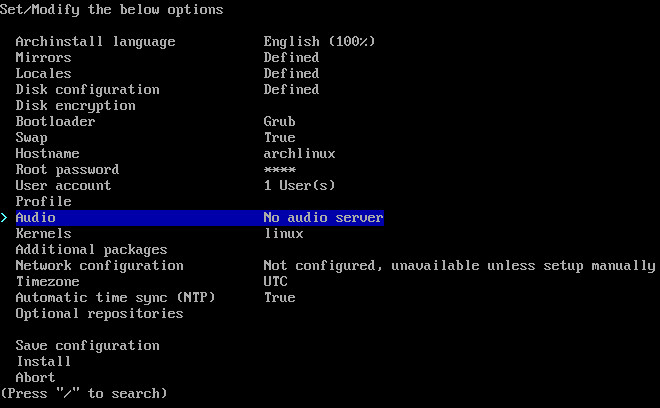 Set/Modify the below options
Archinstall language English (100%)
Mirrors Defined
Locales Defined
Disk configuration Defined
Disk encryption
Bootloader Grub
Swap True
Hostname archlinux
Root password ****
User account 1 User(s)
Profile
> Audio No audio server
Kernels linux
Additional packages
Network configuration Not configured, unavailable unless setup manually
Timezone UTC
Automatic time sync (NTP) True
Optional repositories
Save configuration
Install
Abort
(Press "/" to search)